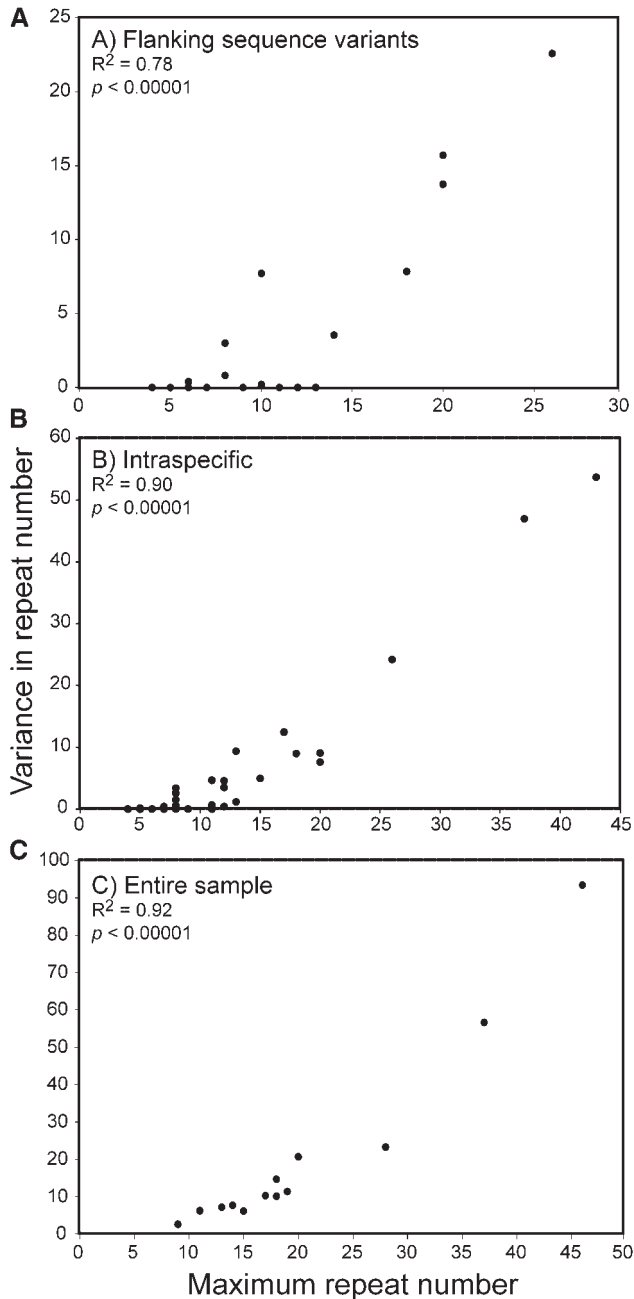 A
A) Flanking sequence variants
R² = 0.78
p < 0.00001
25
20
15
10
5
0
0 5 10 15 20 25 30
B
B) Intraspecific
R² = 0.90
p < 0.00001
60
50
40
30
20
10
0
0 5 10 15 20 25 30 35 40 45
Variance in repeat number
C
C) Entire sample
R² = 0.92
p < 0.00001
100
90
80
70
60
50
40
30
20
10
0
0 5 10 15 20 25 30 35 40 45 50
Maximum repeat number